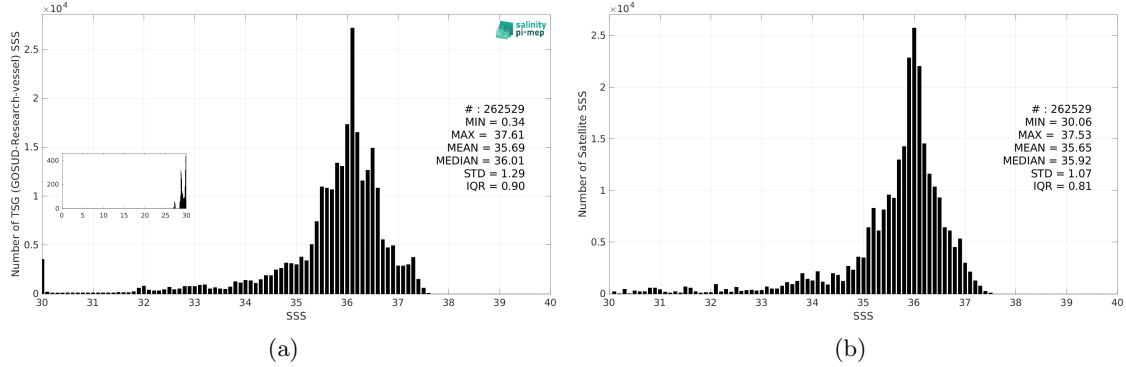 ×10⁴
2.5
2
1.5
1
0.5
0
Number of TSG (GOSUD-Research-vessel) SSS
salinity
pi-mep
# : 262529
MIN = 0.34
MAX = 37.61
MEAN = 35.69
MEDIAN = 36.01
STD = 1.29
IQR = 0.90
400
200
0
0 5 10 15 20 25 30
30 31 32 33 34 35 36 37 38 39 40
SSS
(a)
×10⁴
2.5
2
1.5
1
0.5
0
Number of Satellite SSS
# : 262529
MIN = 30.06
MAX = 37.53
MEAN = 35.65
MEDIAN = 35.92
STD = 1.07
IQR = 0.81
30 31 32 33 34 35 36 37 38 39 40
SSS
(b)